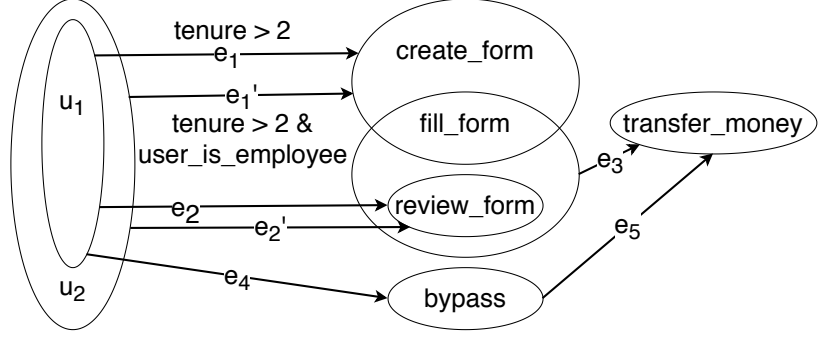 tenure > 2
e1
create_form
u1
e1'
tenure > 2 &
user_is_employee
fill_form
transfer_money
e3
e2
review_form
e2'
e5
e4
u2
bypass